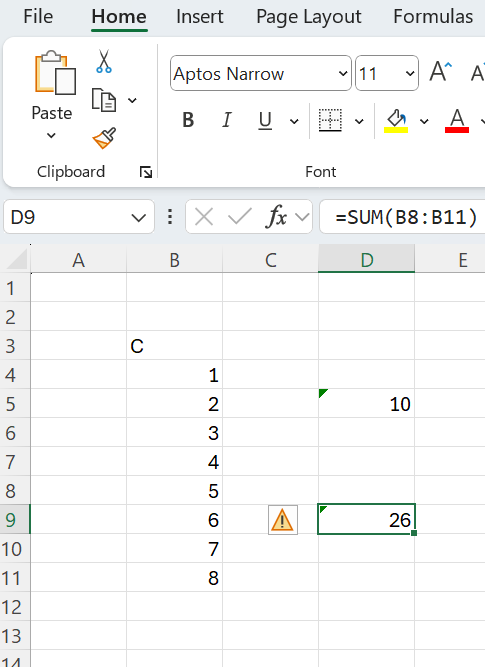 File Home Insert Page Layout Formulas
Aptos Narrow 11 A A
Paste
B I U A
Clipboard Font
D9 fx =SUM(B8:B11)
A B C D E
1
2
3 C
4 1
5 2 10
6 3
7 4
8 5
9 6 26
10 7
11 8
12
13
14